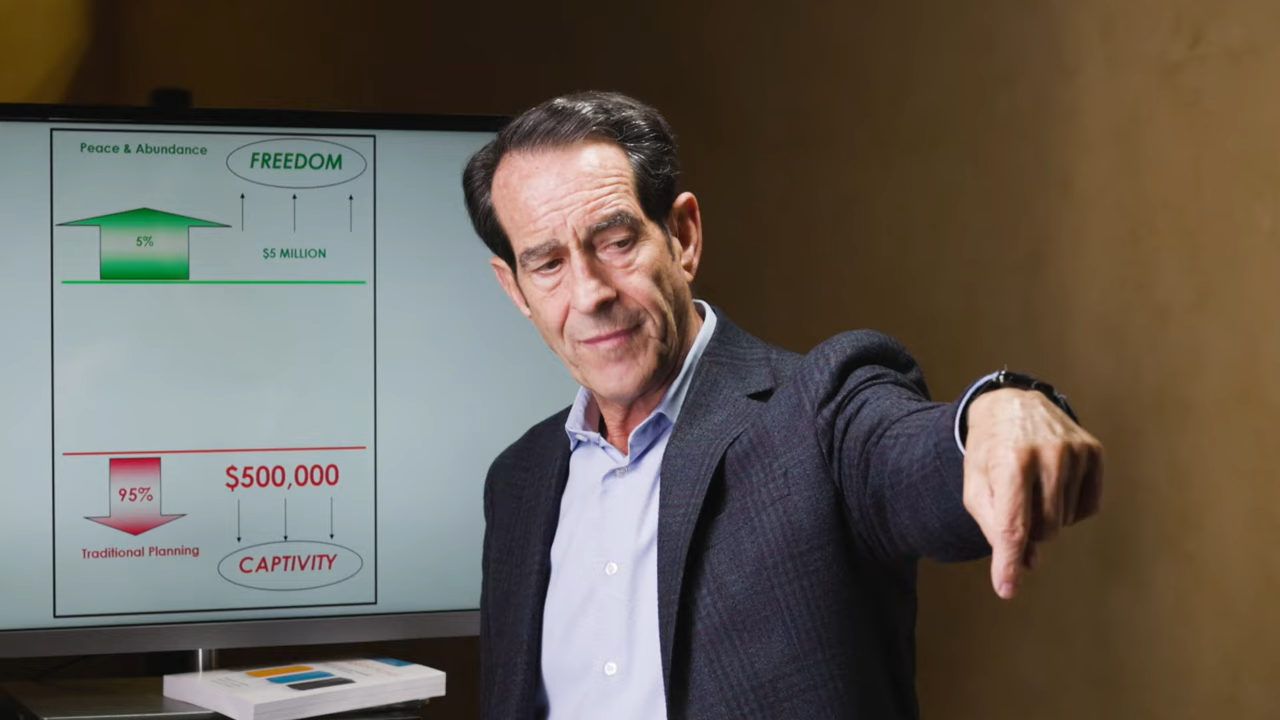 Peace & Abundance
FREEDOM
5%
$5 MILLION
$500,000
95%
Traditional Planning
CAPTIVITY